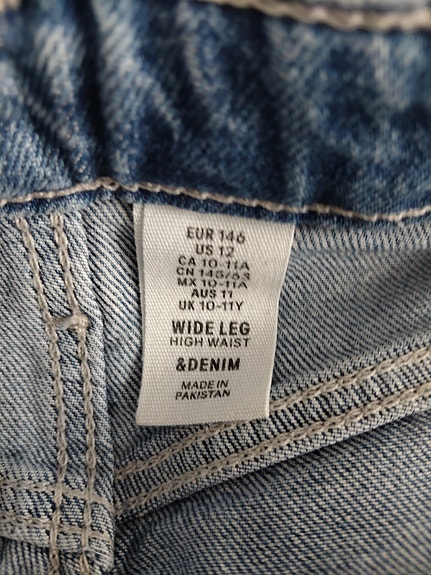 EUR 146
US 12
CA 10-11A
CN 146/63
MX 10-11A
AUS 11
UK 10-11Y
WIDE LEG
HIGH WAIST
&DENIM
MADE IN
PAKISTAN